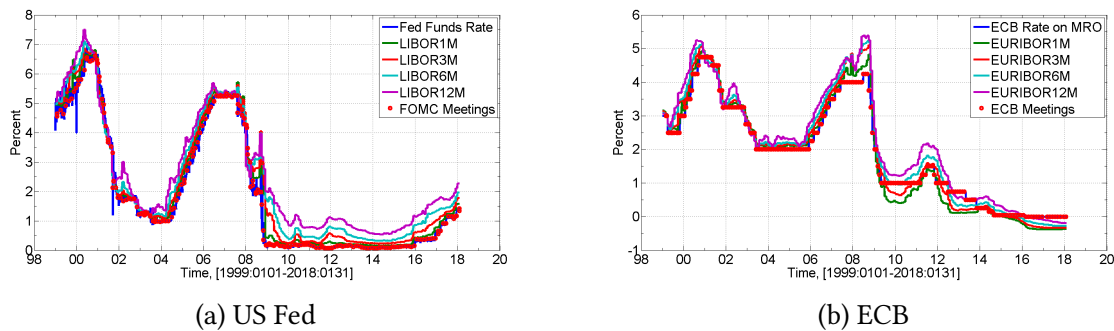 8
7
6
5
4
3
2
1
0
Percent
98 00 02 04 06 08 10 12 14 16 18 20
Time, [1999:0101-2018:0131]
Fed Funds Rate
LIBOR1M
LIBOR3M
LIBOR6M
LIBOR12M
FOMC Meetings
(a) US Fed
6
5
4
3
2
1
0
-1
Percent
98 00 02 04 06 08 10 12 14 16 18 20
Time, [1999:0101-2018:0131]
ECB Rate on MRO
EURIBOR1M
EURIBOR3M
EURIBOR6M
EURIBOR12M
ECB Meetings
(b) ECB